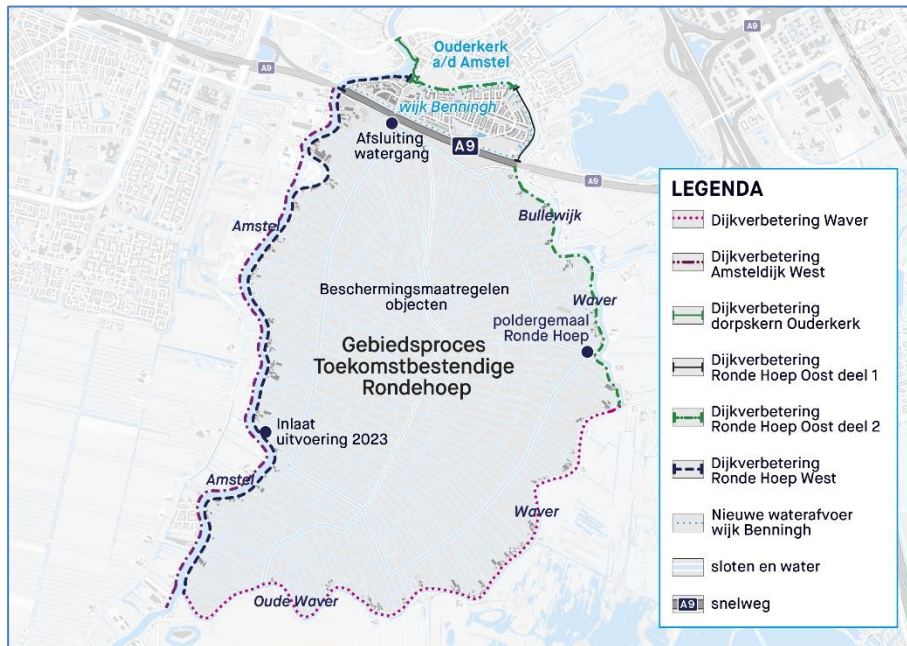 Ouderkerk
a/d Amstel
A9
wijk Benningh
Afsluiting
watergang
A9
A9
Bullewijk
Amstel
Waver
Beschermingsmaatregelen
objecten
poldergemaal
Ronde Hoep
Gebiedsproces
Toekomstbestendige
Rondehoep
Inlaat
uitvoering 2023
Amstel
Waver
Oude Waver
LEGENDA
Dijkverbetering Waver
Dijkverbetering
Amsteldijk West
Dijkverbetering
dorpskern Ouderkerk
Dijkverbetering
Ronde Hoep Oost deel 1
Dijkverbetering
Ronde Hoep Oost deel 2
Dijkverbetering
Ronde Hoep West
Nieuwe waterafvoer
wijk Benningh
sloten en water
A9 snelweg